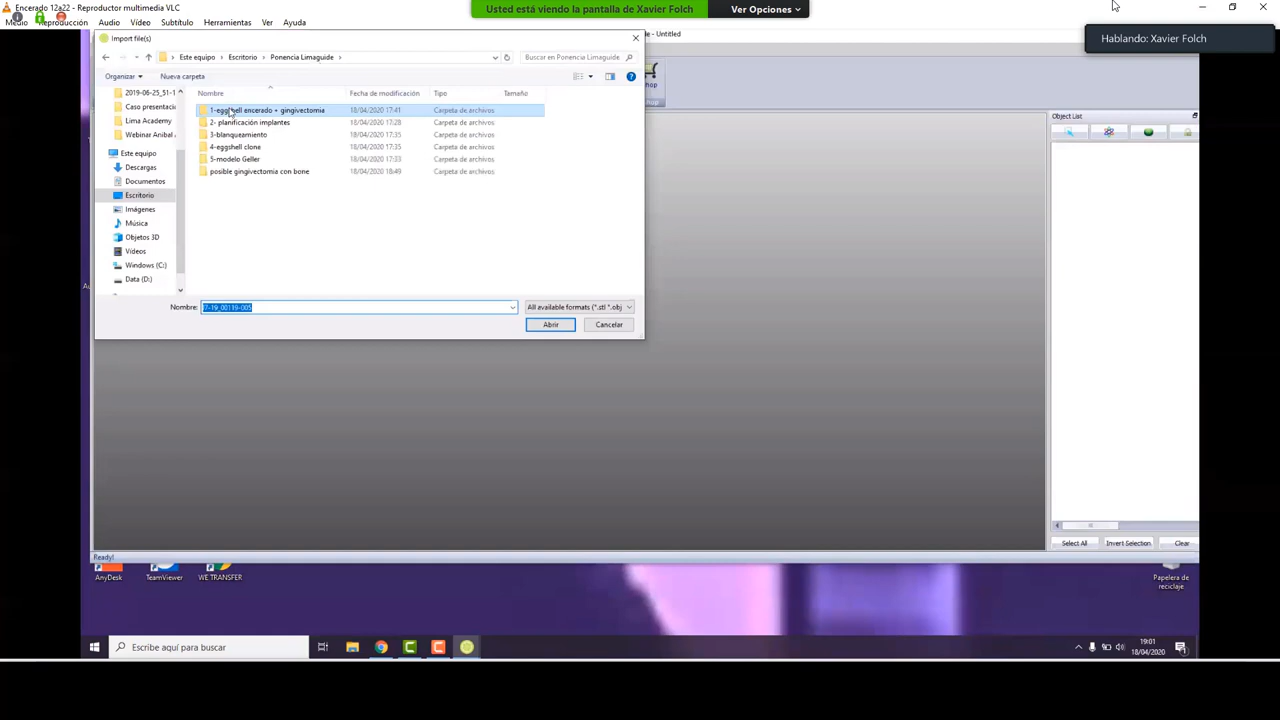 Encerado 12a22 - Reproductor multimedia VLC
Usted está viendo la pantalla de Xavier Folch
Ver Opciones
Medio Reproducción Audio Vídeo Subtítulo Herramientas Ver Ayuda
Hablando: Xavier Folch
Import file(s)
- Untitled
Este equipo > Escritorio > Ponencia Limaguide >
Buscar en Ponencia Limaguide
Organizar
Nueva carpeta
Nombre
Fecha de modificación
Tipo
Tamaño
2019-06-25_51-1
Caso presentació
Lima Academy
Webinar Anibal
Este equipo
Descargas
Documentos
Escritorio
Imágenes
Música
Objetos 3D
Vídeos
Windows (C:)
Data (D:)
1-eggshell encerado + gingivectomia 18/04/2020 17:41 Carpeta de archivos
2- planificación implantes 18/04/2020 17:28 Carpeta de archivos
3-blanqueamiento 18/04/2020 17:35 Carpeta de archivos
4-eggshell clone 18/04/2020 17:35 Carpeta de archivos
5-modelo Geller 18/04/2020 17:33 Carpeta de archivos
posible gingivectomia con bone 18/04/2020 18:49 Carpeta de archivos
Nombre:
All available formats (*.stl *.obj
Abrir
Cancelar
hop
Object List
Select All
Invert Selection
Clear
Ready!
AnyDesk
TeamViewer
WE TRANSFER
Papelera de
reciclaje
Escribe aquí para buscar
19:01
18/04/2020